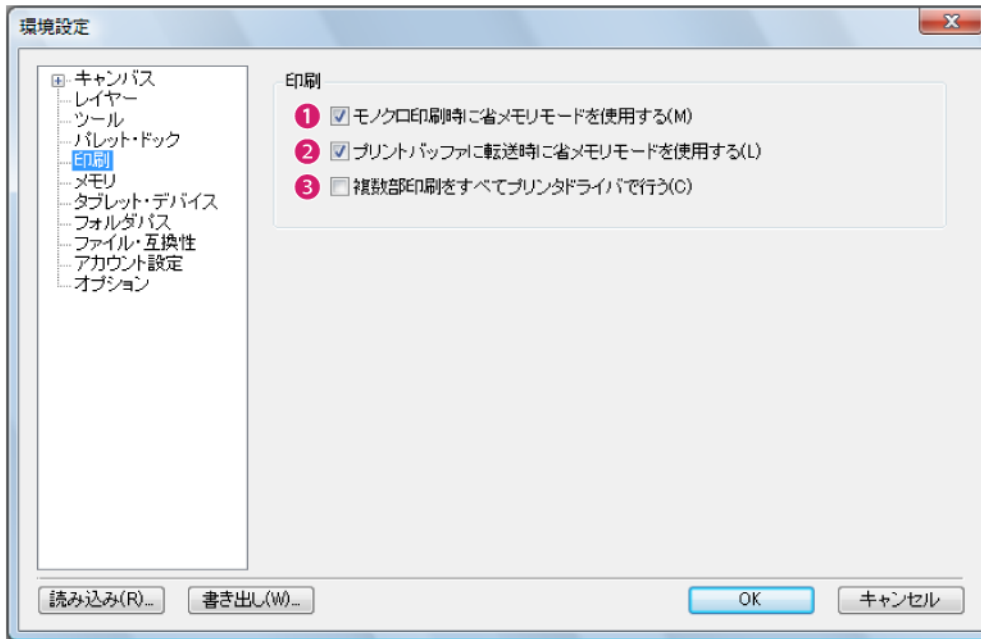 環境設定
キャンバス
レイヤー
ツール
パレット・ドック
印刷
メモリ
タブレット・デバイス
フォルダパス
ファイル・互換性
アカウント設定
オプション
印刷
1 モノクロ印刷時に省メモリモードを使用する(M)
2 プリントバッファに転送時に省メモリモードを使用する(L)
3 複数部印刷をすべてプリンタドライバで行う(C)
読み込み(R)...
書き出し(W)...
OK
キャンセル